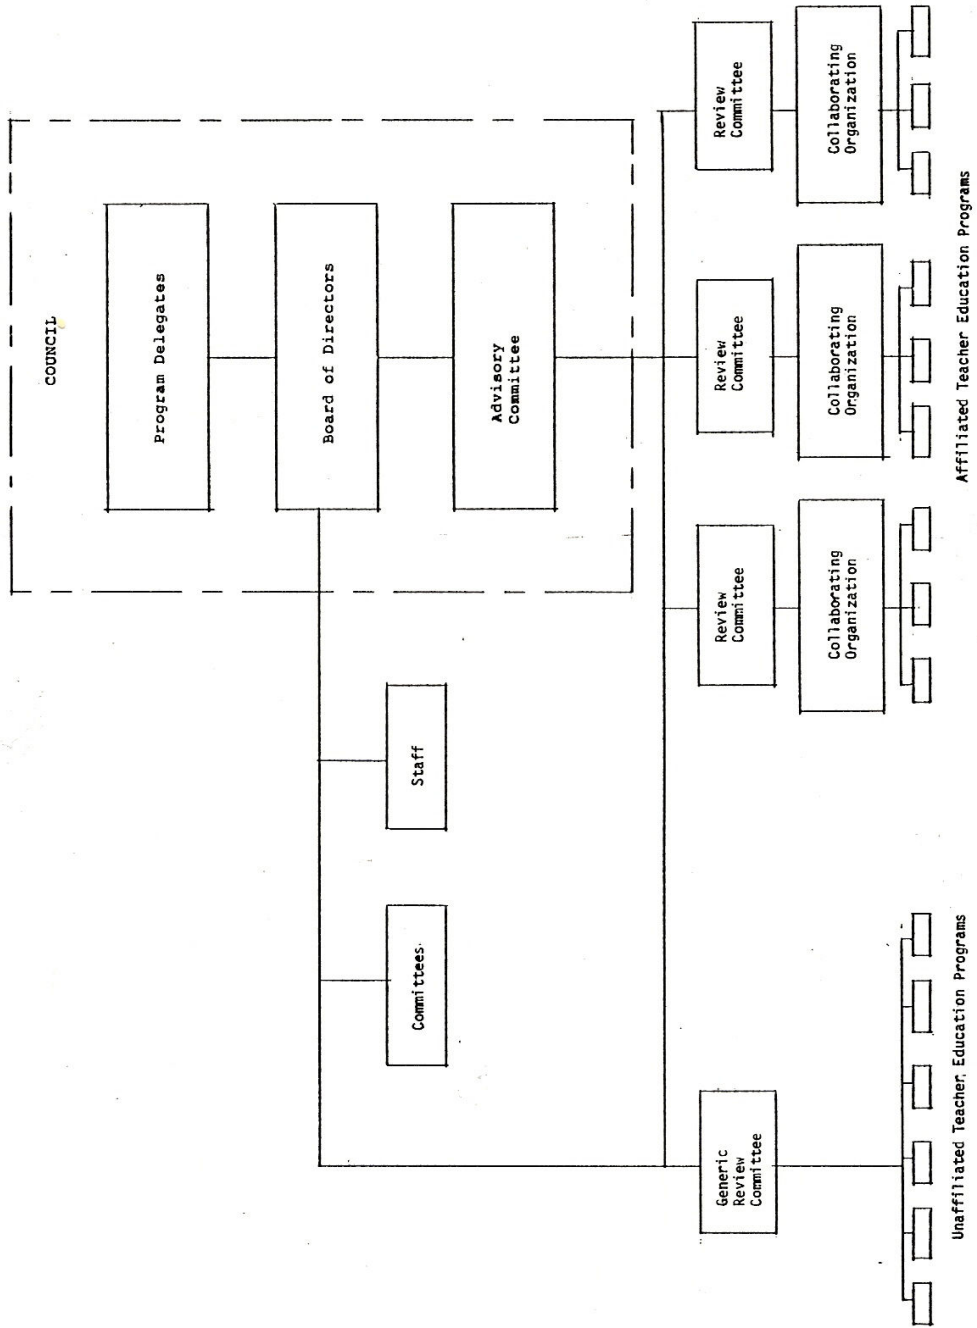 COUNCIL
Program Delegates
Board of Directors
Advisory
Committee
Staff
Committees
Generic
Review
Committee
Review
Committee
Review
Committee
Review
Committee
Collaborating
Organization
Collaborating
Organization
Collaborating
Organization
Unaffiliated Teacher Education Programs
Affiliated Teacher Education Programs